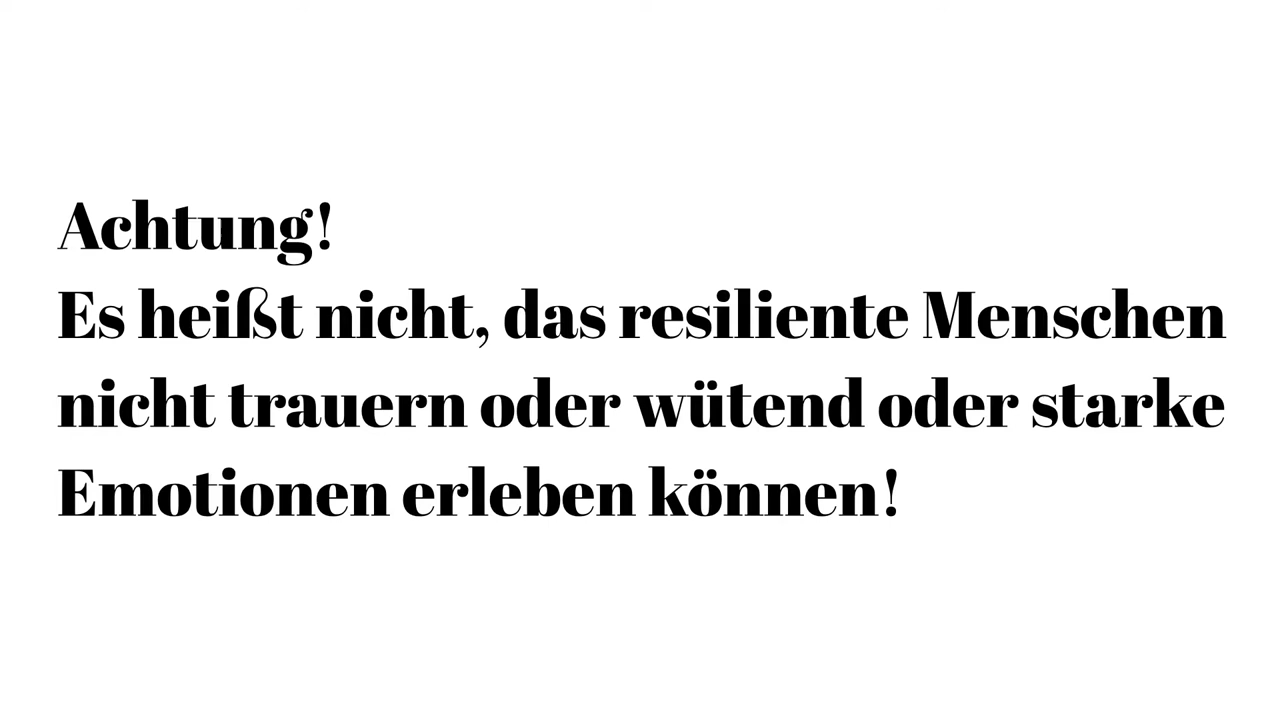 Achtung!
Es heißt nicht, das resiliente Menschen
nicht trauern oder wütend oder starke
Emotionen erleben können!